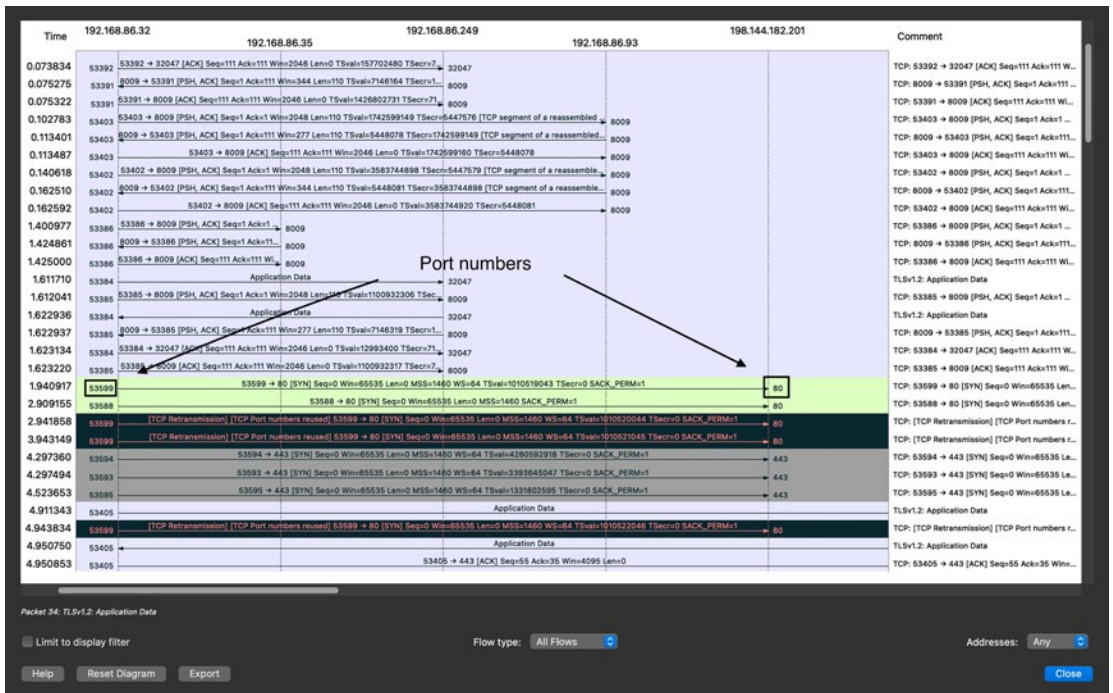 Time 192.168.86.32 192.168.86.249 198.144.182.201 Comment
192.168.86.35 192.168.86.93
0.073834 53392 53392 → 32047 [ACK] Seq=111 Ack=111 Win=2046 Len=0 TSval=157702480 TSecr=7... 32047 TCP: 53392 → 32047 [ACK] Seq=111 Ack=111 W...
0.075275 53391 8009 → 53391 [PSH, ACK] Seq=1 Ack=111 Win=344 Len=110 TSval=7146164 TSecr=1... 8009 TCP: 8009 → 53391 [PSH, ACK] Seq=1 Ack=111 ...
0.075322 53391 53391 → 8009 [ACK] Seq=111 Ack=111 Win=2046 Len=0 TSval=1426802731 TSecr=71... 8009 TCP: 53391 → 8009 [ACK] Seq=111 Ack=111 Wi...
0.102783 53403 53403 → 8009 [PSH, ACK] Seq=1 Ack=1 Win=2048 Len=110 TSval=1742599149 TSecr=5447576 [TCP segment of a reassembled ... 8009 TCP: 53403 → 8009 [PSH, ACK] Seq=1 Ack=1 ...
0.113401 53403 8009 → 53403 [PSH, ACK] Seq=1 Ack=111 Win=277 Len=110 TSval=5448078 TSecr=1742599149 [TCP segment of a reassembled... 8009 TCP: 8009 → 53403 [PSH, ACK] Seq=1 Ack=111...
0.113487 53403 53403 → 8009 [ACK] Seq=111 Ack=111 Win=2046 Len=0 TSval=1742599160 TSecr=5448078 8009 TCP: 53403 → 8009 [ACK] Seq=111 Ack=111 Wi...
0.140618 53402 53402 → 8009 [PSH, ACK] Seq=1 Ack=1 Win=2048 Len=110 TSval=3583744898 TSecr=5447579 [TCP segment of a reassemble... 8009 TCP: 53402 → 8009 [PSH, ACK] Seq=1 Ack=1 ...
0.162510 53402 8009 → 53402 [PSH, ACK] Seq=1 Ack=111 Win=344 Len=110 TSval=5448081 TSecr=3583744898 [TCP segment of a reassemble... 8009 TCP: 8009 → 53402 [PSH, ACK] Seq=1 Ack=111...
0.162592 53402 53402 → 8009 [ACK] Seq=111 Ack=111 Win=2046 Len=0 TSval=3583744920 TSecr=5448081 8009 TCP: 53402 → 8009 [ACK] Seq=111 Ack=111 Wi...
1.400977 53386 53386 → 8009 [PSH, ACK] Seq=1 Ack=1 ... 8009 TCP: 53386 → 8009 [PSH, ACK] Seq=1 Ack=1 ...
1.424861 53386 8009 → 53386 [PSH, ACK] Seq=1 Ack=11... 8009 TCP: 8009 → 53386 [PSH, ACK] Seq=1 Ack=111...
1.425000 53386 53386 → 8009 [ACK] Seq=111 Ack=111 Wi... 8009 TCP: 53386 → 8009 [ACK] Seq=111 Ack=111 Wi...
Port numbers
1.611710 53384 Application Data 32047 TLSv1.2: Application Data
1.612041 53385 53385 → 8009 [PSH, ACK] Seq=1 Ack=1 Win=2048 Len=110 TSval=1100932306 TSec... 8009 TCP: 53385 → 8009 [PSH, ACK] Seq=1 Ack=1 ...
1.622936 53384 Application Data 32047 TLSv1.2: Application Data
1.622937 53385 8009 → 53385 [PSH, ACK] Seq=1 Ack=111 Win=277 Len=110 TSval=7146319 TSecr=1... 8009 TCP: 8009 → 53385 [PSH, ACK] Seq=1 Ack=111...
1.623134 53384 53384 → 32047 [ACK] Seq=111 Ack=111 Win=2046 Len=0 TSval=12993400 TSecr=71... 32047 TCP: 53384 → 32047 [ACK] Seq=111 Ack=111 W...
1.623220 53385 53385 → 8009 [ACK] Seq=111 Ack=111 Win=2046 Len=0 TSval=1100932317 TSecr=7... 8009 TCP: 53385 → 8009 [ACK] Seq=111 Ack=111 Wi...
1.940917 53599 53599 → 80 [SYN] Seq=0 Win=65535 Len=0 MSS=1460 WS=64 TSval=1010519043 TSecr=0 SACK_PERM=1 80 TCP: 53599 → 80 [SYN] Seq=0 Win=65535 Len...
2.909155 53588 53588 → 80 [SYN] Seq=0 Win=65535 Len=0 MSS=1460 SACK_PERM=1 80 TCP: 53588 → 80 [SYN] Seq=0 Win=65535 Len...
2.941858 53599 [TCP Retransmission] [TCP Port numbers reused] 53599 → 80 [SYN] Seq=0 Win=65535 Len=0 MSS=1460 WS=64 TSval=1010520044 TSecr=0 SACK_PERM=1 80 TCP: [TCP Retransmission] [TCP Port numbers r...
3.943149 53599 [TCP Retransmission] [TCP Port numbers reused] 53599 → 80 [SYN] Seq=0 Win=65535 Len=0 MSS=1460 WS=64 TSval=1010521045 TSecr=0 SACK_PERM=1 80 TCP: [TCP Retransmission] [TCP Port numbers r...
4.297360 53594 53594 → 443 [SYN] Seq=0 Win=65535 Len=0 MSS=1460 WS=64 TSval=4260592918 TSecr=0 SACK_PERM=1 443 TCP: 53594 → 443 [SYN] Seq=0 Win=65535 Le...
4.297494 53593 53593 → 443 [SYN] Seq=0 Win=65535 Len=0 MSS=1460 WS=64 TSval=3393645047 TSecr=0 SACK_PERM=1 443 TCP: 53593 → 443 [SYN] Seq=0 Win=65535 Le...
4.523653 53595 53595 → 443 [SYN] Seq=0 Win=65535 Len=0 MSS=1460 WS=64 TSval=1331802595 TSecr=0 SACK_PERM=1 443 TCP: 53595 → 443 [SYN] Seq=0 Win=65535 Le...
4.911343 53405 Application Data TLSv1.2: Application Data
4.943834 53599 [TCP Retransmission] [TCP Port numbers reused] 53599 → 80 [SYN] Seq=0 Win=65535 Len=0 MSS=1460 WS=64 TSval=1010522046 TSecr=0 SACK_PERM=1 80 TCP: [TCP Retransmission] [TCP Port numbers r...
4.950750 53405 Application Data TLSv1.2: Application Data
4.950853 53405 53405 → 443 [ACK] Seq=55 Ack=35 Win=4095 Len=0 TCP: 53405 → 443 [ACK] Seq=55 Ack=35 Win=...
Packet 34: TLSv1.2: Application Data
Limit to display filter Flow type: All Flows Addresses: Any
Help Reset Diagram Export Close